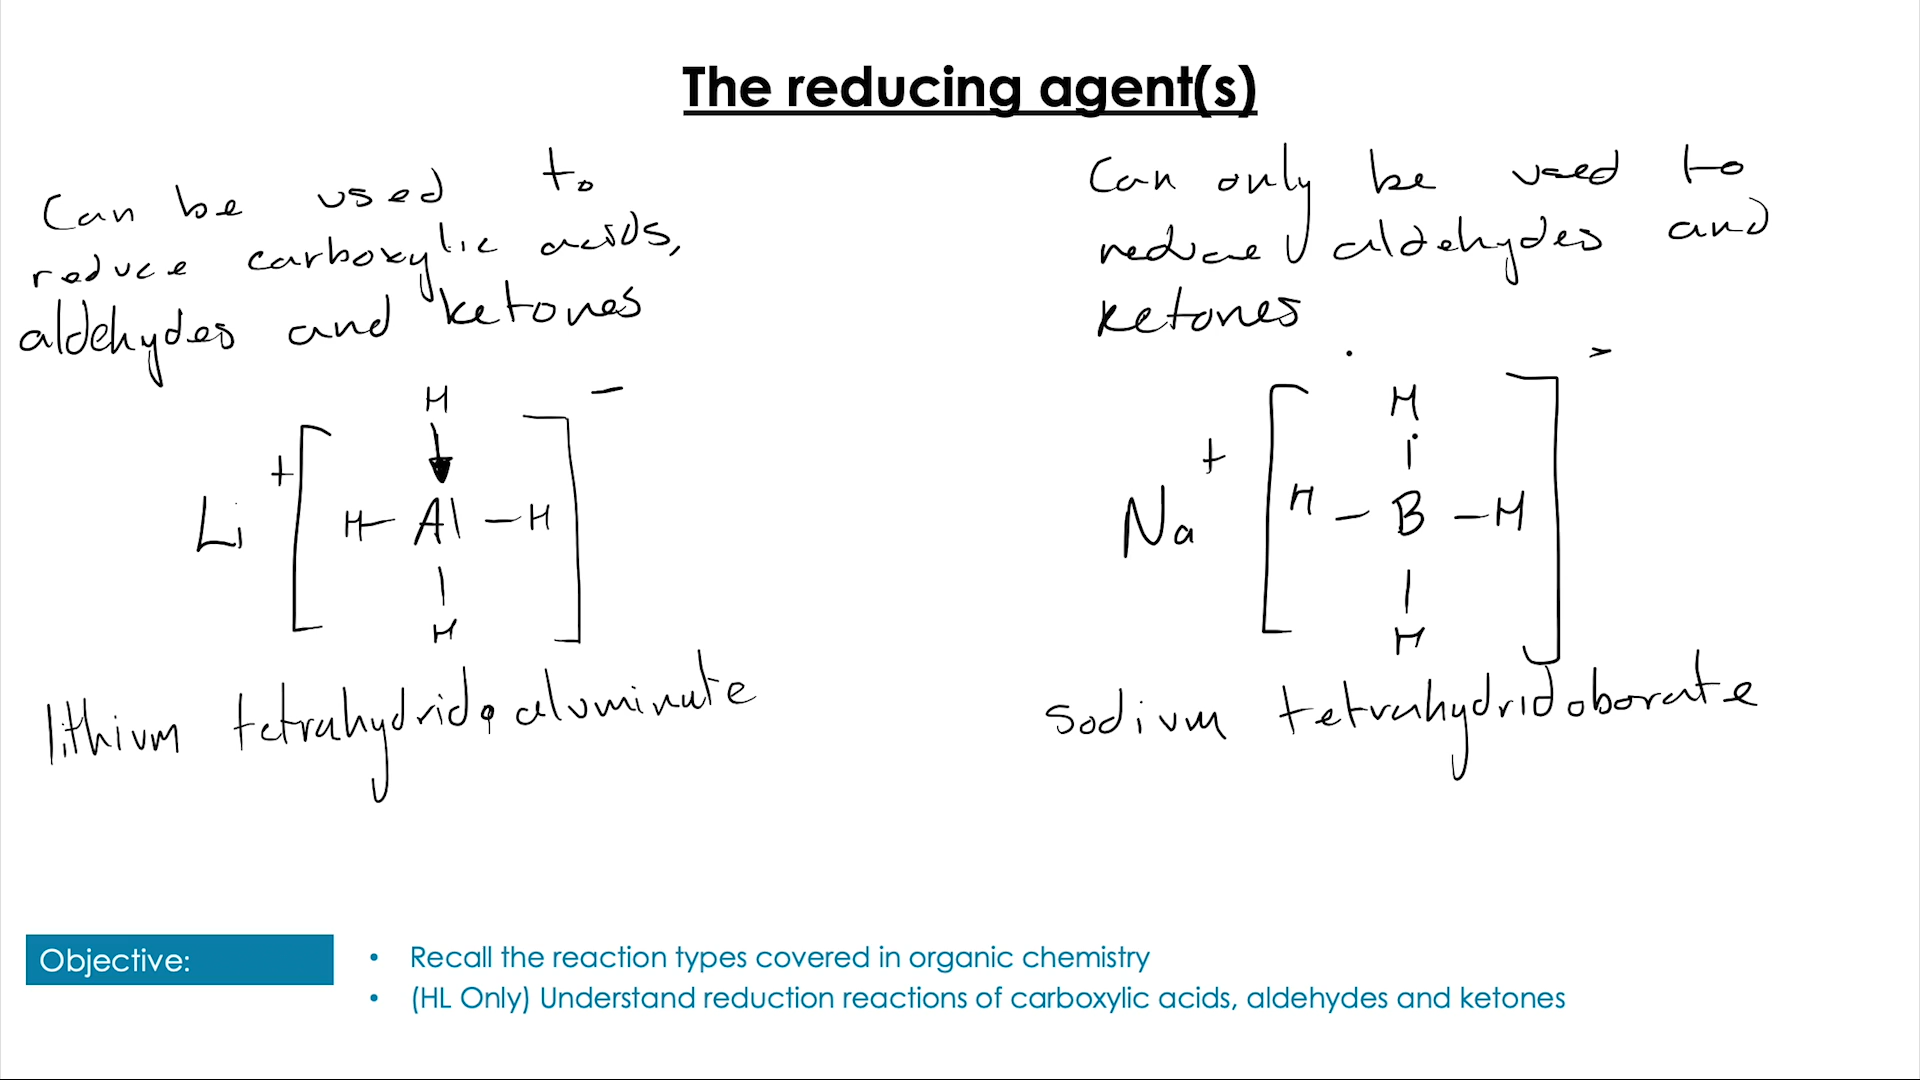 The reducing agent(s)
Can be used to
reduce carboxylic acids,
aldehydes and ketones
Can only be used to
reduce aldehydes and
ketones
H
Li + [ H - Al - H ] -
H
lithium tetrahydridoaluminate
H
Na + [ H - B - H ] -
H
sodium tetrahydridoborate
Objective:
• Recall the reaction types covered in organic chemistry
• (HL Only) Understand reduction reactions of carboxylic acids, aldehydes and ketones